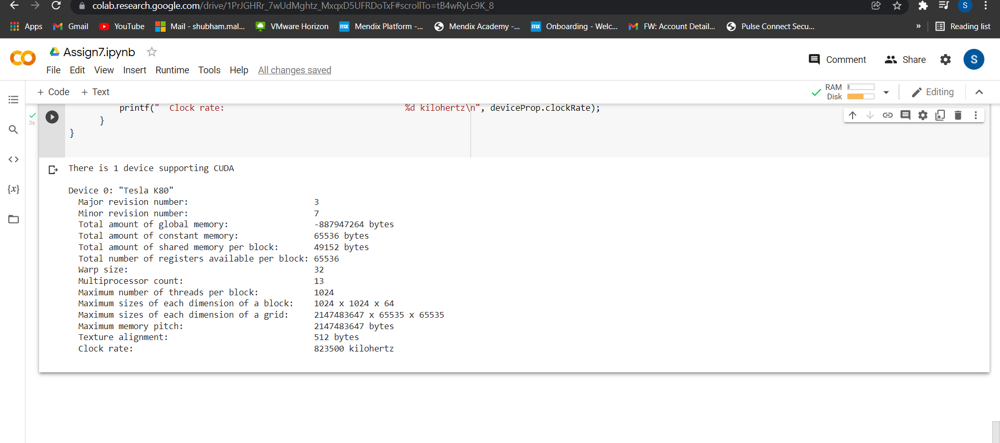 colab.research.google.com/drive/1PrJGHRr_7wUdMghtz_MxqxD5UFRDoTxF#scrollTo=tB4wRyLc9K_8
S
Apps Gmail YouTube Mail - shubham.mal... VMware Horizon mx Mendix Platform -... Mendix Academy -... mx Onboarding - Welc... FW: Account Detail... Pulse Connect Secu... » Reading list
Assign7.ipynb
File Edit View Insert Runtime Tools Help All changes saved
Comment Share S
+ Code + Text
RAM
Disk
Editing
3s
printf("  Clock rate:                                    %d kilohertz\n", deviceProp.clockRate);
}
}
{x}
There is 1 device supporting CUDA
Device 0: "Tesla K80"
Major revision number: 3
Minor revision number: 7
Total amount of global memory: -887947264 bytes
Total amount of constant memory: 65536 bytes
Total amount of shared memory per block: 49152 bytes
Total number of registers available per block: 65536
Warp size: 32
Multiprocessor count: 13
Maximum number of threads per block: 1024
Maximum sizes of each dimension of a block: 1024 x 1024 x 64
Maximum sizes of each dimension of a grid: 2147483647 x 65535 x 65535
Maximum memory pitch: 2147483647 bytes
Texture alignment: 512 bytes
Clock rate: 823500 kilohertz